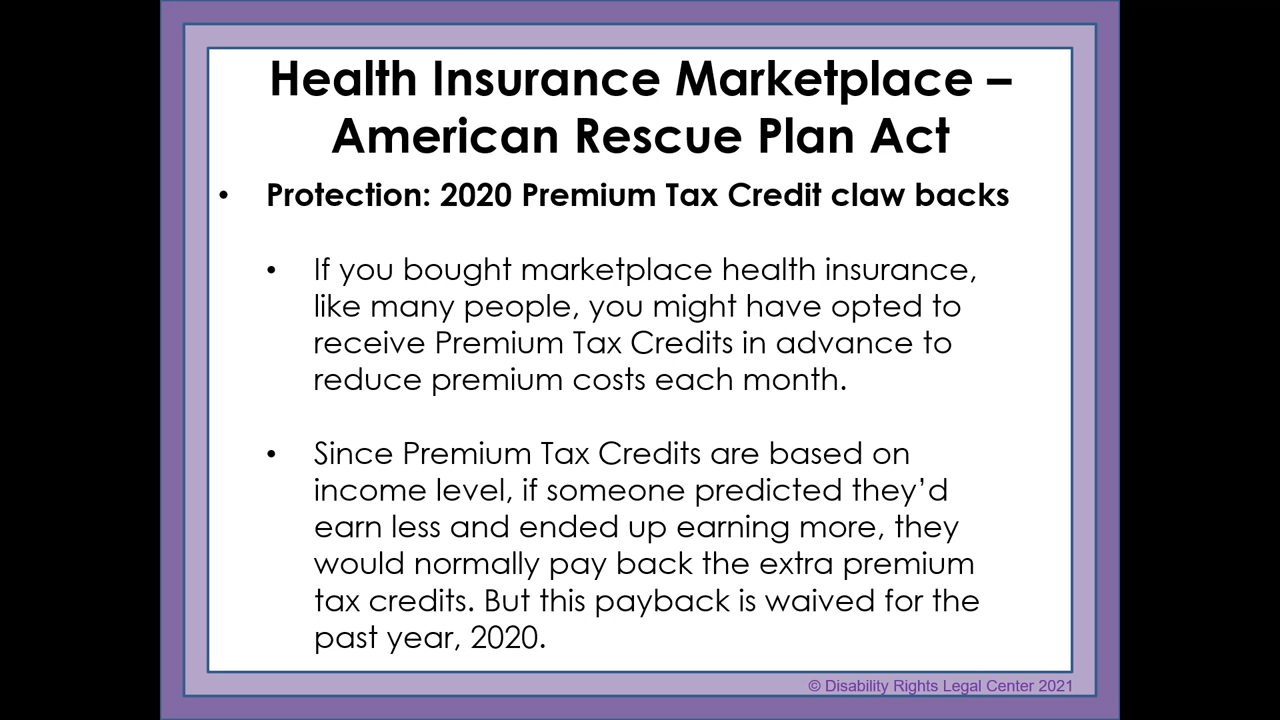 Health Insurance Marketplace –
American Rescue Plan Act
• Protection: 2020 Premium Tax Credit claw backs
• If you bought marketplace health insurance,
like many people, you might have opted to
receive Premium Tax Credits in advance to
reduce premium costs each month.
• Since Premium Tax Credits are based on
income level, if someone predicted they’d
earn less and ended up earning more, they
would normally pay back the extra premium
tax credits. But this payback is waived for the
past year, 2020.
© Disability Rights Legal Center 2021